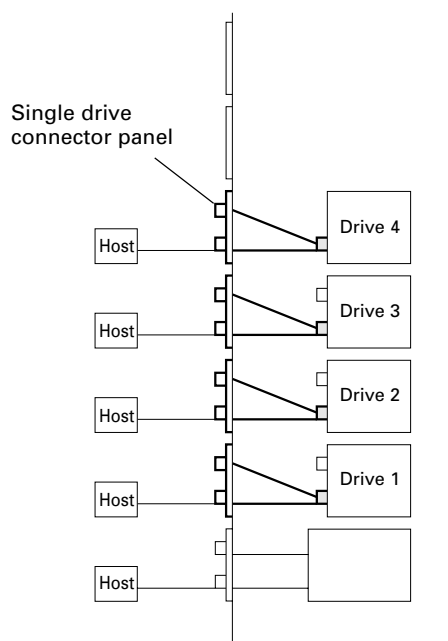 Single drive
connector panel
Drive 4
Host
Drive 3
Host
Drive 2
Host
Drive 1
Host
Host